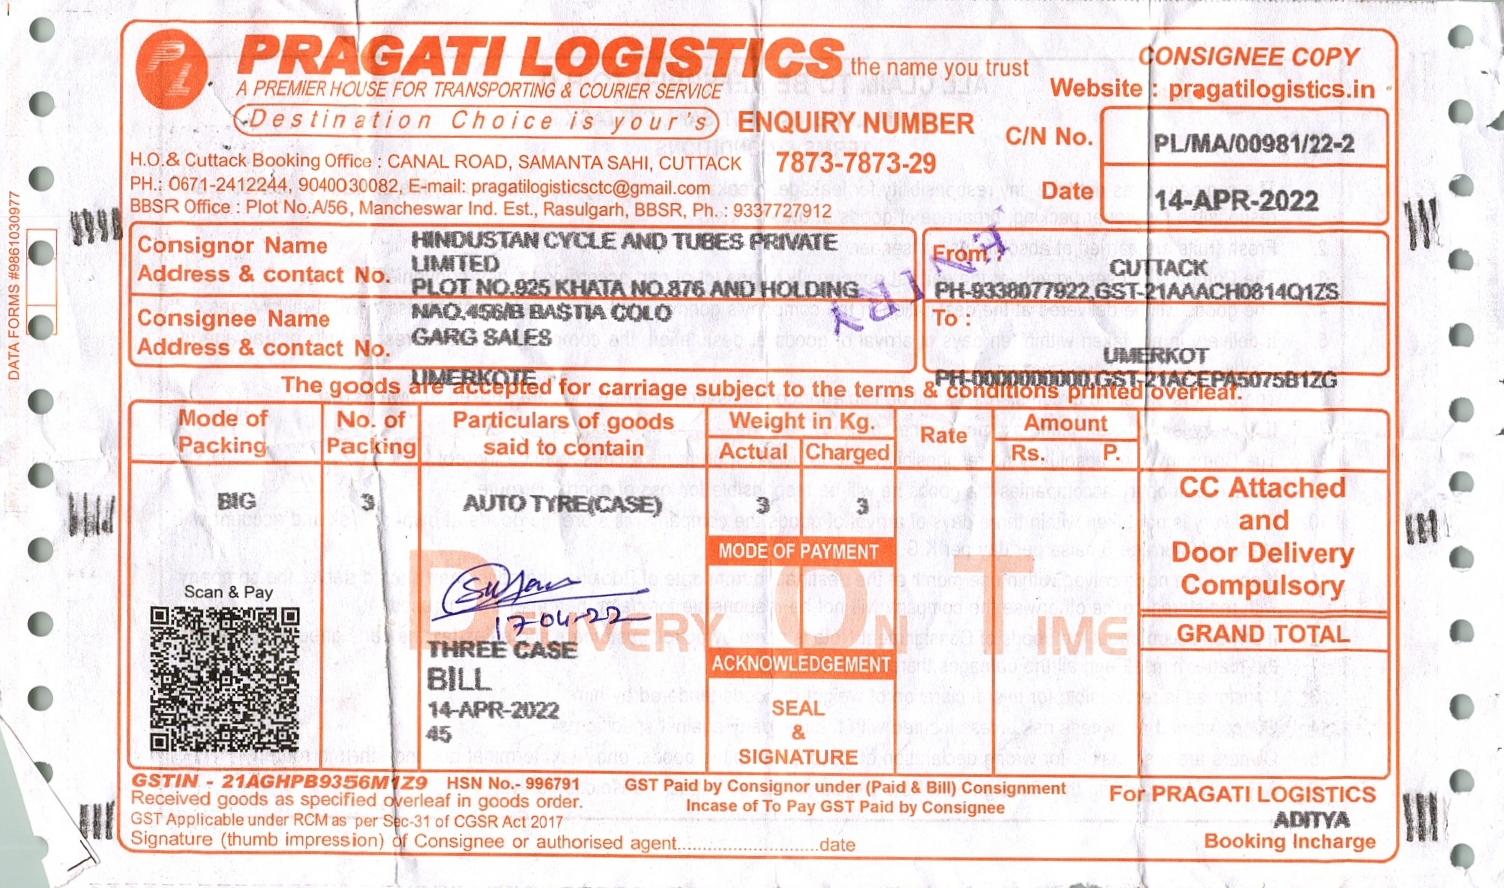 PRAGATI LOGISTICS the name you trust
CONSIGNEE COPY
A PREMIER HOUSE FOR TRANSPORTING & COURIER SERVICE
Website : pragatilogistics.in
Destination Choice is your's
ENQUIRY NUMBER
7873-7873-29
C/N No. PL/MA/00981/22-2
Date 14-APR-2022
H.O.& Cuttack Booking Office : CANAL ROAD, SAMANTA SAHI, CUTTACK
PH.: 0671-2412244, 9040030082, E-mail: pragatilogisticsctc@gmail.com
BBSR Office : Plot No.A/56, Mancheswar Ind. Est., Rasulgarh, BBSR, Ph. : 9337727912
DATA FORMS #9861030977
Consignor Name
Address & contact No.
HINDUSTAN CYCLE AND TUBES PRIVATE
LIMITED
PLOT NO.925 KHATA NO.876 AND HOLDING
NAQ.456/B BASTIA COLO
From :
CUTTACK
PH-9338077922,GST-21AAACH0814Q1ZS
Consignee Name
Address & contact No.
GARG SALES
UMERKOTE
To :
UMERKOT
PH-0000000000,GST-21ACEPA5075B1ZG
The goods are accepted for carriage subject to the terms & conditions printed overleaf.
Mode of Packing
No. of Packing
Particulars of goods said to contain
Weight in Kg.
Actual Charged
Rate
Amount
Rs. P.
BIG 3 AUTO TYRE(CASE) 3 3
CC Attached
and
Door Delivery
Compulsory
MODE OF PAYMENT
DELIVERY ON TIME
Scan & Pay
17-04-22
THREE CASE
BILL
14-APR-2022
45
ACKNOWLEDGEMENT
SEAL
&
SIGNATURE
GRAND TOTAL
GSTIN - 21AGHPB9356M1Z9 HSN No.- 996791
GST Paid by Consignor under (Paid & Bill) Consignment
Incase of To Pay GST Paid by Consignee
Received goods as specified overleaf in goods order.
GST Applicable under RCM as per Sec-31 of CGSR Act 2017
Signature (thumb impression) of Consignee or authorised agent..............................date
For PRAGATI LOGISTICS
ADITYA
Booking Incharge